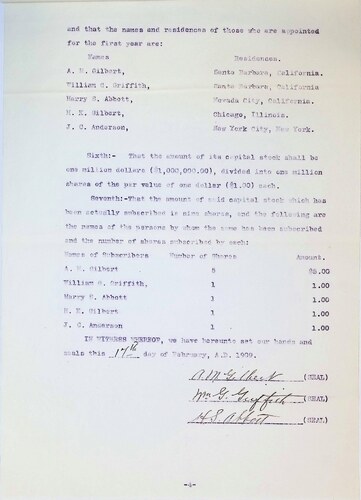 and that the names and residences of those who are appointed
for the first year are:
Names Residences.
A. M. Gilbert, Santa Barbara, California.
William G. Griffith, Santa Barbara, California
Harry S. Abbott, Nevada City, California.
H. E. Gilbert, Chicago, Illinois.
J. C. Anderson, New York City, New York.
Sixth:- That the amount of its capital stock shall be
one million dollars ($1,000,000.00), divided into one million
shares of the par value of one dollar ($1.00) each.
Seventh:-That the amount of said capital stock which has
been actually subscribed is nine shares, and the following are
the names of the persons by whom the same has been subscribed
and the number of shares subscribed by each:
Names of Subscribers Number of Shares Amount.
A. M. Gilbert 5 $5.00
William G. Griffith, 1 1.00
Harry S. Abbott 1 1.00
H. E. Gilbert 1 1.00
J. C. Anderson 1 1.00
IN WITNESS WHEREOF, we have hereunto set our hands and
seals this 17th day of February, A.D. 1909.
A M Gilbert (SEAL)
Wm. G. Griffith (SEAL)
H. S. Abbott (SEAL)
-4-